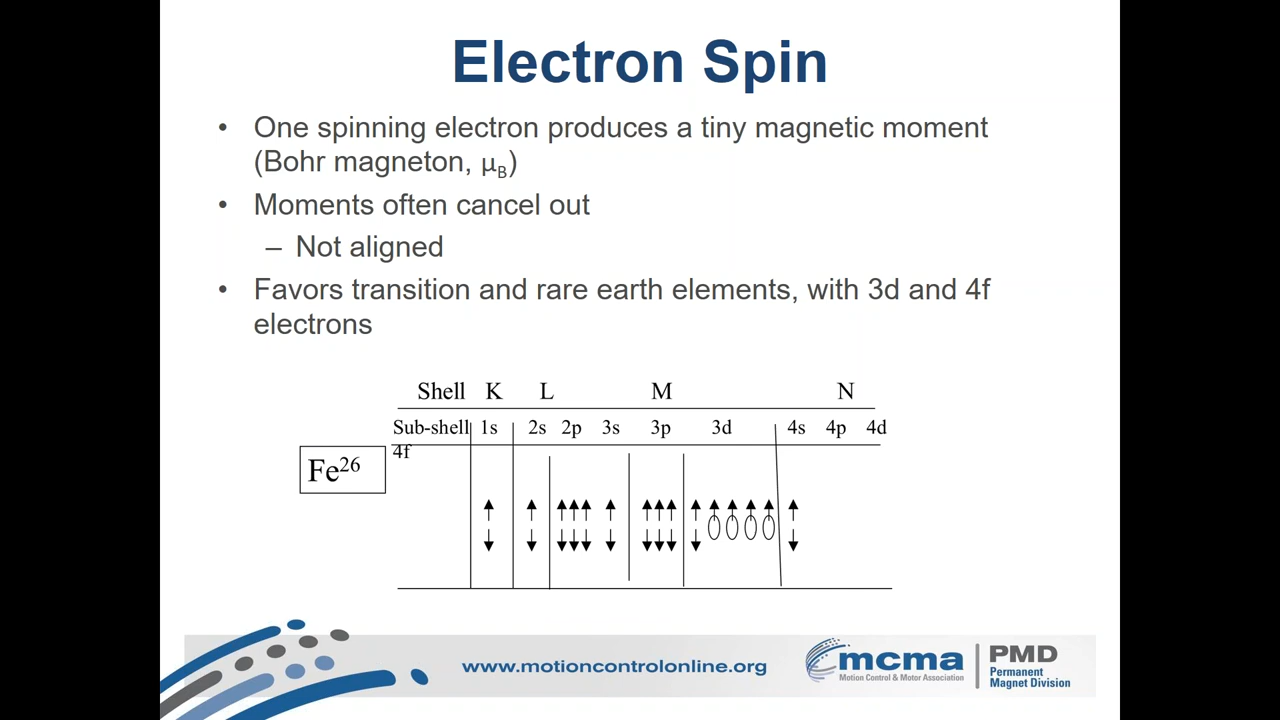 Electron Spin
• One spinning electron produces a tiny magnetic moment
(Bohr magneton, μB)
• Moments often cancel out
– Not aligned
• Favors transition and rare earth elements, with 3d and 4f
electrons
Shell K L M N
Sub-shell 1s 2s 2p 3s 3p 3d 4s 4p 4d
4f
Fe26
www.motioncontrolonline.org
mcma
Motion Control & Motor Association
PMD
Permanent
Magnet Division